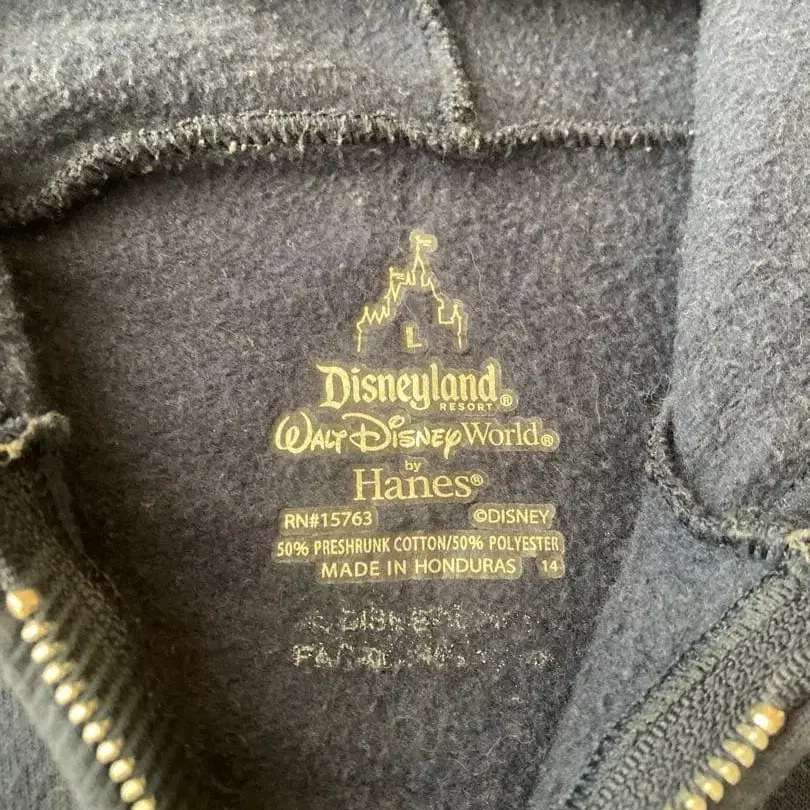 L
Disneyland®
RESORT
WALT DISNEY World®
by
Hanes®
RN#15763 ©DISNEY
50% PRESHRUNK COTTON/50% POLYESTER
MADE IN HONDURAS 14